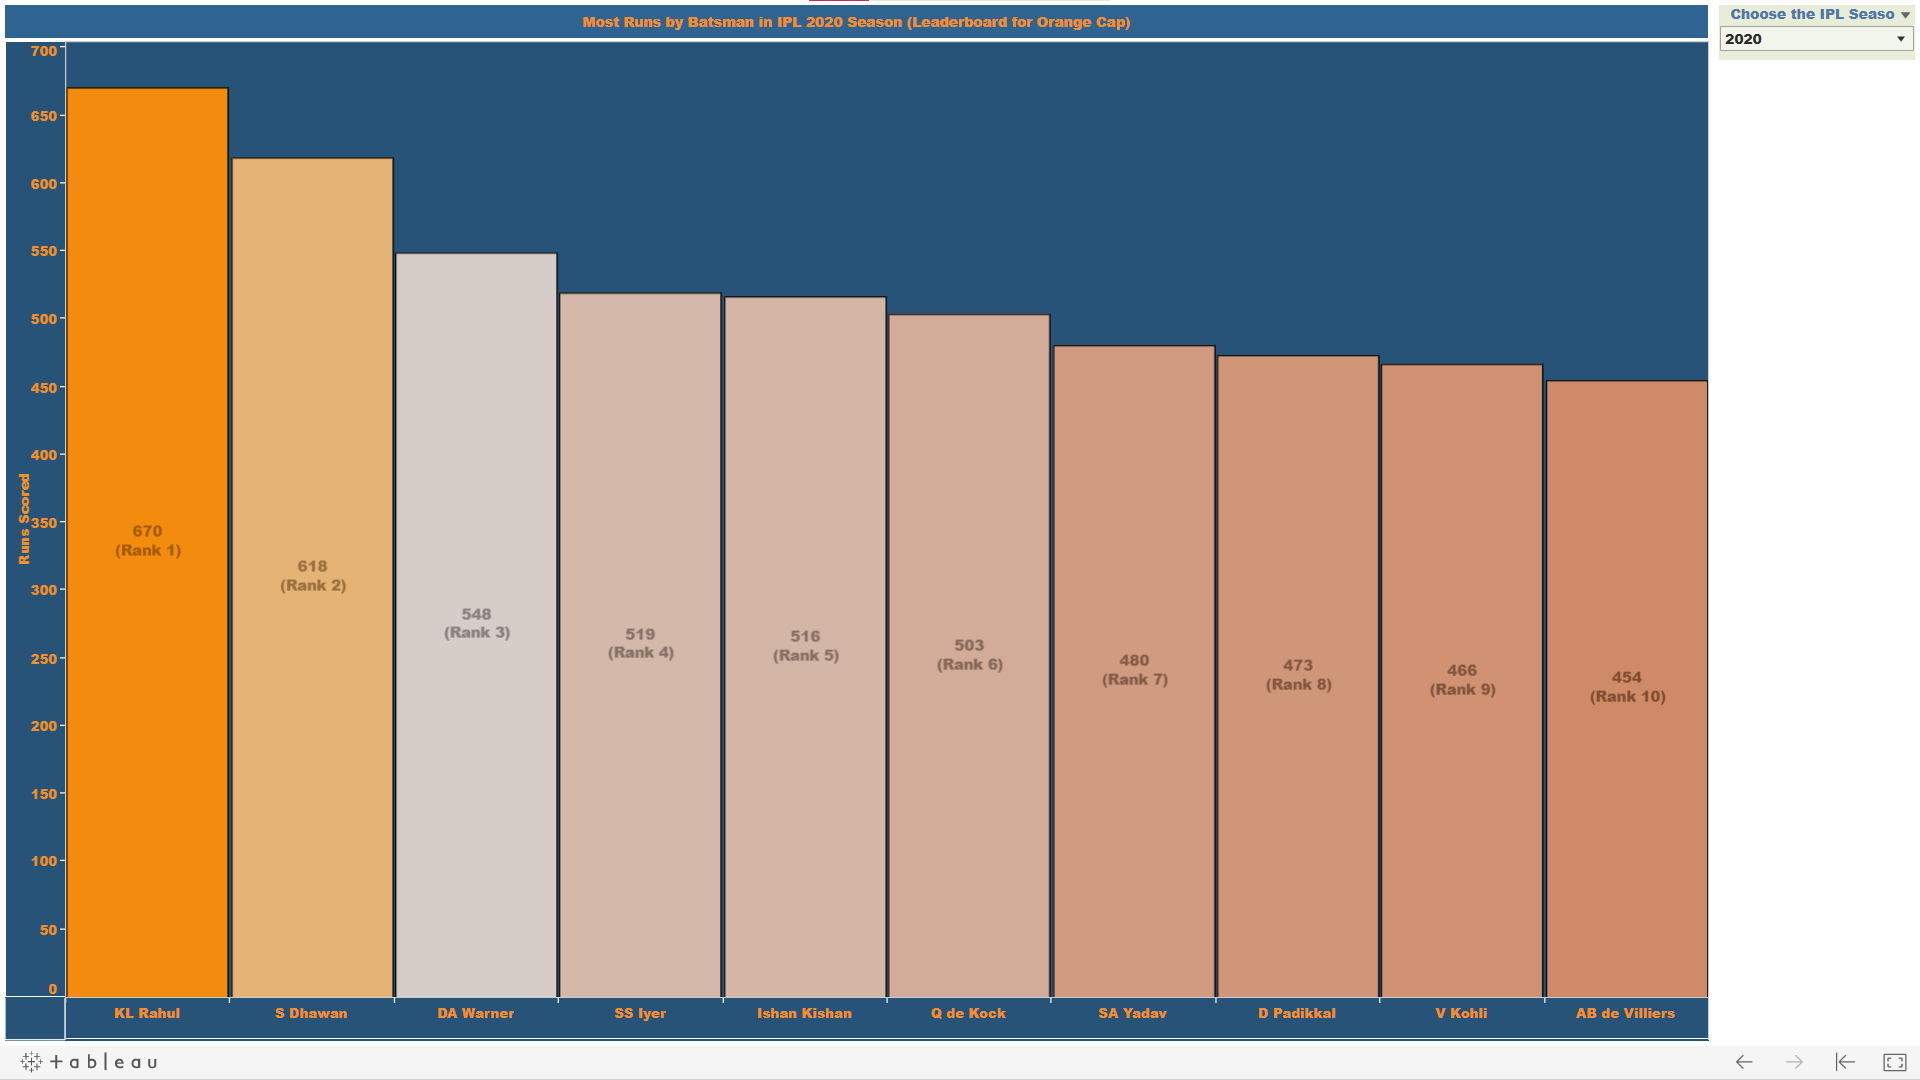 Most Runs by Batsman in IPL 2020 Season (Leaderboard for Orange Cap)
Choose the IPL Seaso
2020
Runs Scored
700
650
600
550
500
450
400
350
300
250
200
150
100
50
0
670
(Rank 1)
618
(Rank 2)
548
(Rank 3)
519
(Rank 4)
516
(Rank 5)
503
(Rank 6)
480
(Rank 7)
473
(Rank 8)
466
(Rank 9)
454
(Rank 10)
KL Rahul
S Dhawan
DA Warner
SS Iyer
Ishan Kishan
Q de Kock
SA Yadav
D Padikkal
V Kohli
AB de Villiers
+ableau